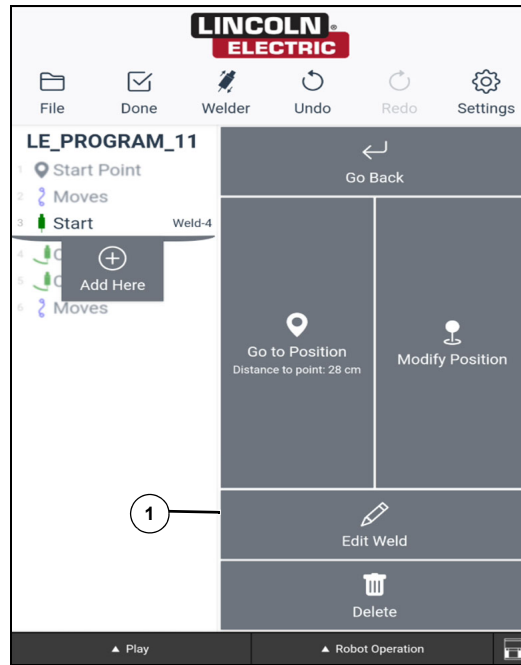 LINCOLN ®
ELECTRIC
File
Done
Welder
Undo
Redo
Settings
LE_PROGRAM_11
1 Start Point
2 Moves
3 Start Weld-4
4 C
5 C
6 Moves
Add Here
Go Back
Go to Position
Distance to point: 28 cm
Modify Position
1
Edit Weld
Delete
▲ Play
▲ Robot Operation